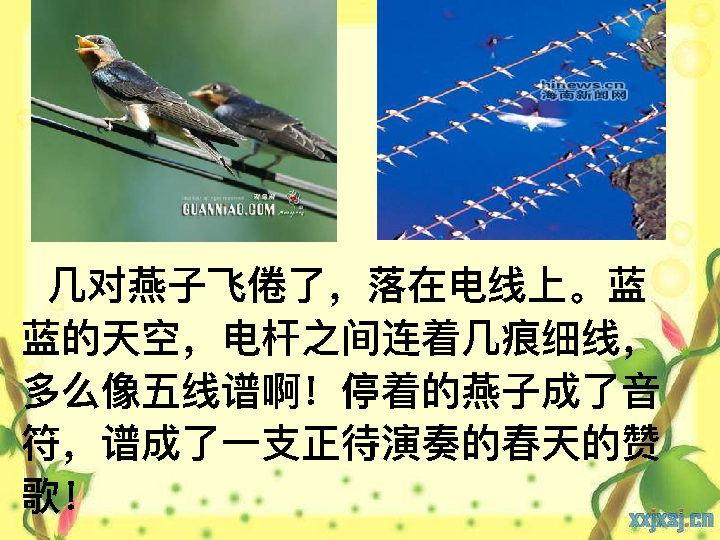 hinews.cn
海南新闻网
GUANNIAO.COM
几对燕子飞倦了，落在电线上。蓝
蓝的天空，电杆之间连着几痕细线，
多么像五线谱啊！停着的燕子成了音
符，谱成了一支正待演奏的春天的赞
歌！
xxjxsj.cn